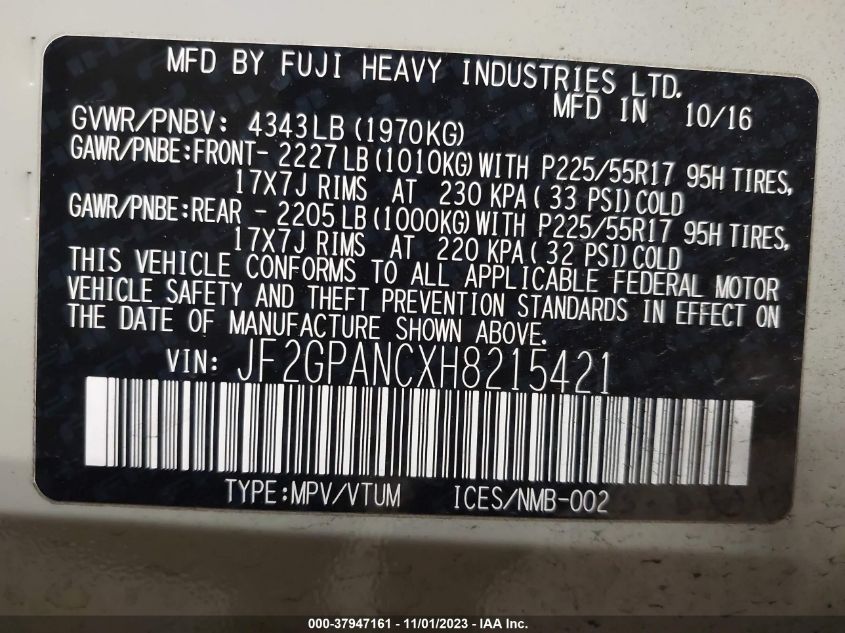 MFD BY FUJI HEAVY INDUSTRIES LTD.
MFD IN 10/16
GVWR/PNBV: 4343LB (1970KG)
GAWR/PNBE:FRONT- 2227LB (1010KG) WITH P225/55R17 95H TIRES,
17X7J RIMS AT 230 KPA( 33 PSI) COLD
GAWR/PNBE:REAR - 2205LB (1000KG) WITH P225/55R17 95H TIRES,
17X7J RIMS AT 220 KPA( 32 PSI) COLD
THIS VEHICLE CONFORMS TO ALL APPLICABLE FEDERAL MOTOR
VEHICLE SAFETY AND THEFT PREVENTION STANDARDS IN EFFECT ON
THE DATE OF MANUFACTURE SHOWN ABOVE.
VIN: JF2GPANCXH8215421
TYPE:MPV/VTUM ICES/NMB-002
000-37947161 - 11/01/2023 - IAA Inc.